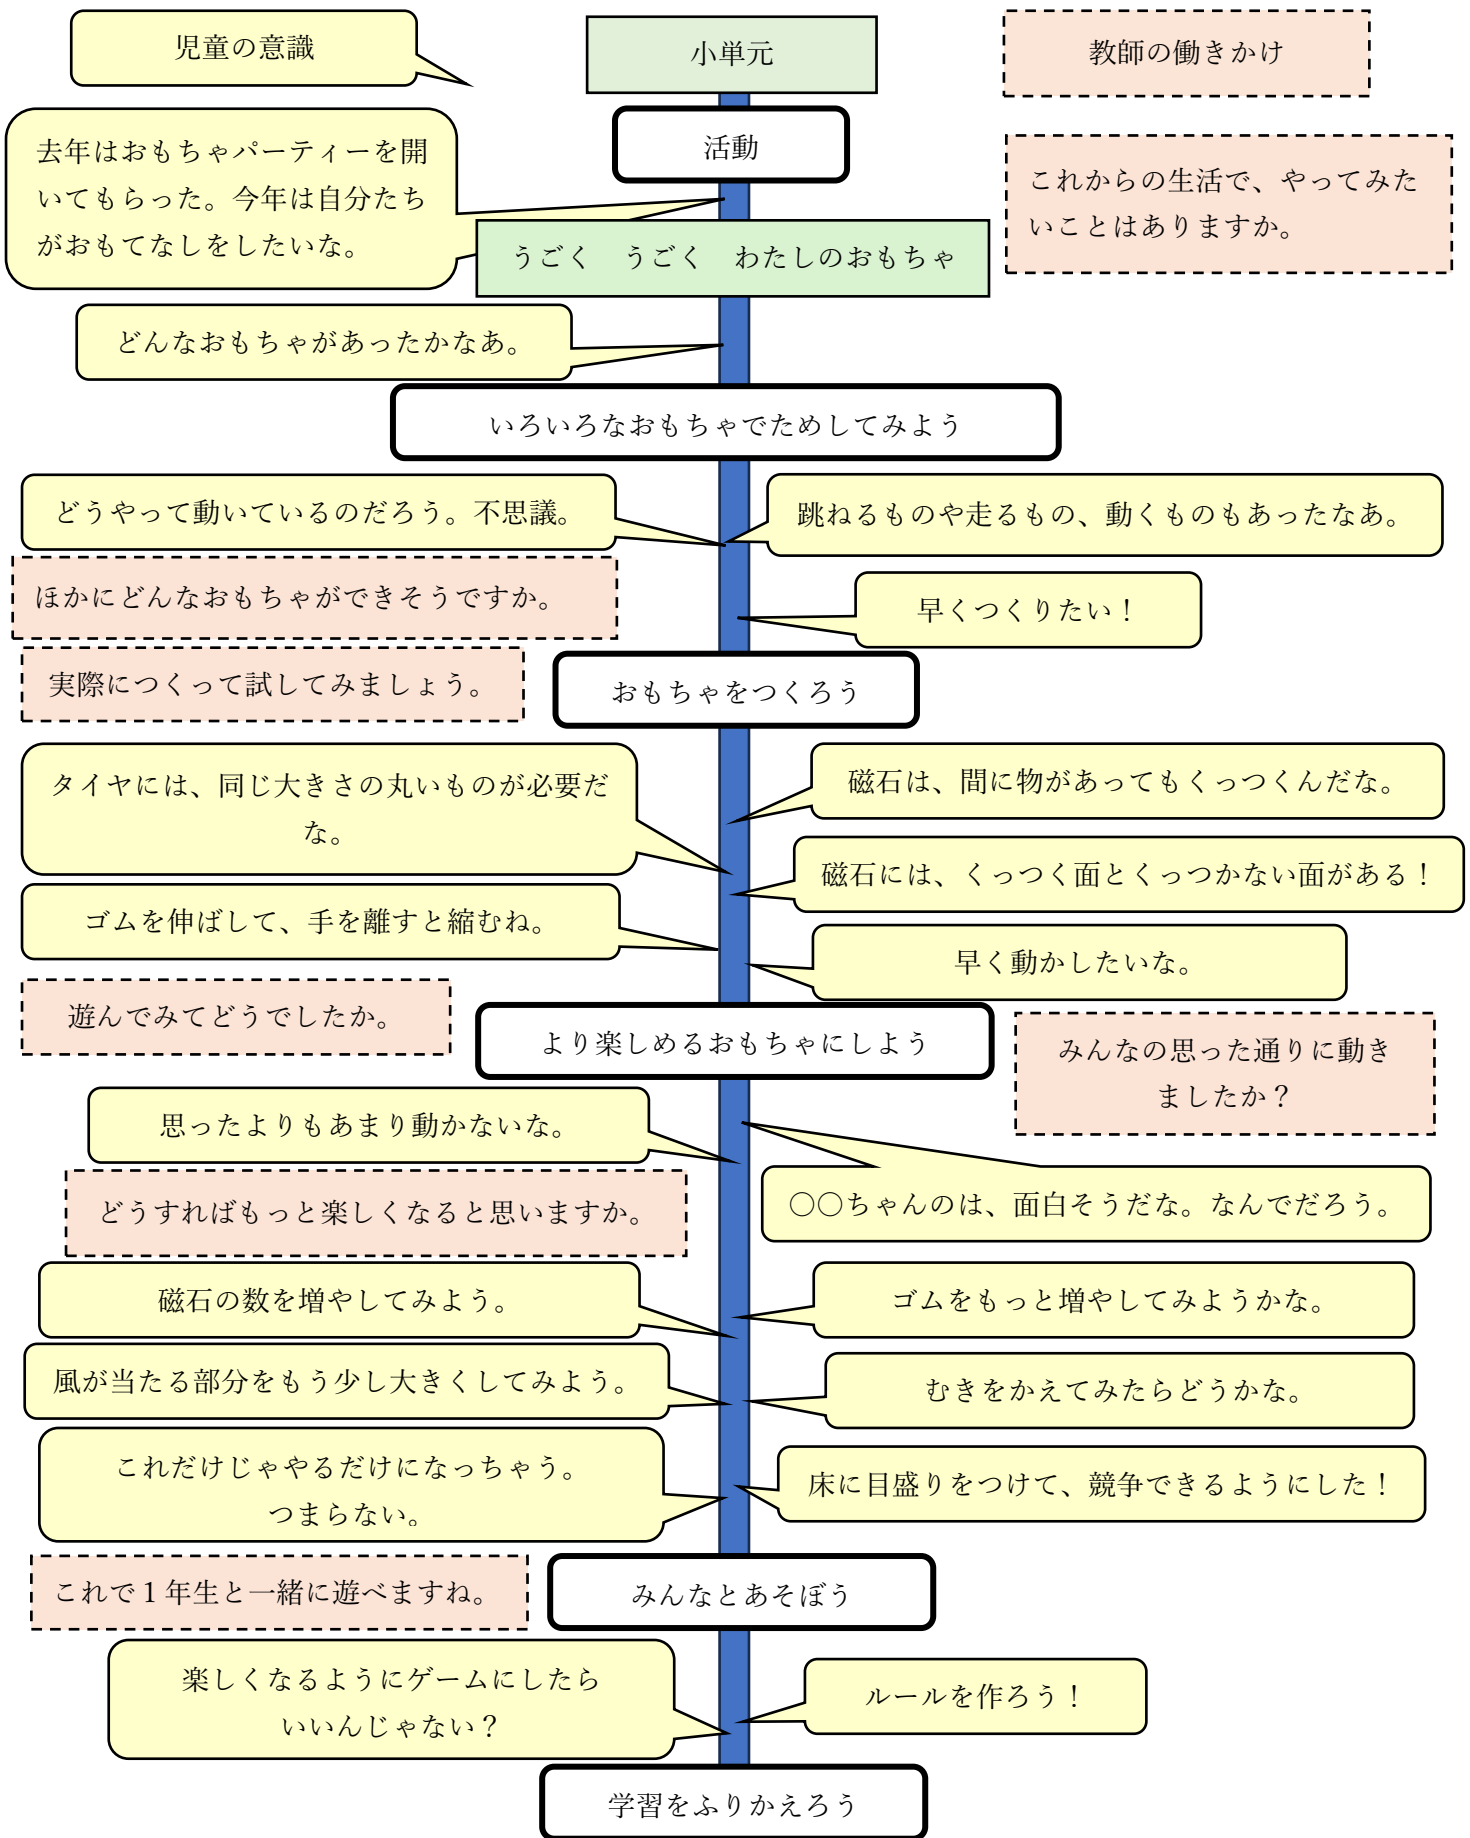 児童の意識
小単元
教師の働きかけ
活動
去年はおもちゃパーティーを開
いてもらった。今年は自分たち
がおもてなしをしたいな。
これからの生活で、やってみた
いことはありますか。
うごく　うごく　わたしのおもちゃ
どんなおもちゃがあったかなあ。
いろいろなおもちゃでためしてみよう
どうやって動いているのだろう。不思議。
跳ねるものや走るもの、動くものもあったなあ。
ほかにどんなおもちゃができそうですか。
早くつくりたい！
実際につくって試してみましょう。
おもちゃをつくろう
タイヤには、同じ大きさの丸いものが必要だ
な。
磁石は、間に物があってもくっつくんだな。
磁石には、くっつく面とくっつかない面がある！
ゴムを伸ばして、手を離すと縮むね。
早く動かしたいな。
遊んでみてどうでしたか。
より楽しめるおもちゃにしよう
みんなの思った通りに動き
ましたか？
思ったよりもあまり動かないな。
どうすればもっと楽しくなると思いますか。
〇〇ちゃんのは、面白そうだな。なんでだろう。
磁石の数を増やしてみよう。
ゴムをもっと増やしてみようかな。
風が当たる部分をもう少し大きくしてみよう。
むきをかえてみたらどうかな。
これだけじゃやるだけになっちゃう。
つまらない。
床に目盛りをつけて、競争できるようにした！
これで１年生と一緒に遊べますね。
みんなとあそぼう
楽しくなるようにゲームにしたら
いいんじゃない？
ルールを作ろう！
学習をふりかえろう